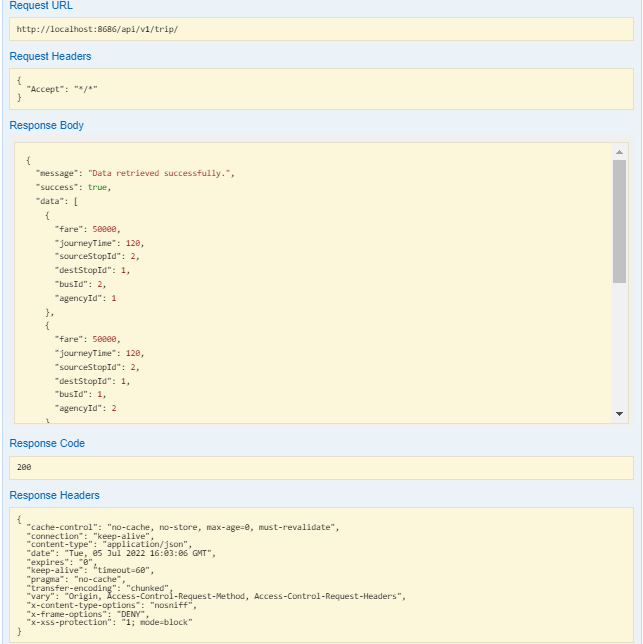 Request URL
http://localhost:8686/api/v1/trip/
Request Headers
{
"Accept": "*/*"
}
Response Body
{
"message": "Data retrieved successfully.",
"success": true,
"data": [
{
"fare": 50000,
"journeyTime": 120,
"sourceStopId": 2,
"destStopId": 1,
"busId": 2,
"agencyId": 1
},
{
"fare": 50000,
"journeyTime": 120,
"sourceStopId": 2,
"destStopId": 1,
"busId": 1,
"agencyId": 2
}
Response Code
200
Response Headers
{
"cache-control": "no-cache, no-store, max-age=0, must-revalidate",
"connection": "keep-alive",
"content-type": "application/json",
"date": "Tue, 05 Jul 2022 16:03:06 GMT",
"expires": "0",
"keep-alive": "timeout=60",
"pragma": "no-cache",
"transfer-encoding": "chunked",
"vary": "Origin, Access-Control-Request-Method, Access-Control-Request-Headers",
"x-content-type-options": "nosniff",
"x-frame-options": "DENY",
"x-xss-protection": "1; mode=block"
}